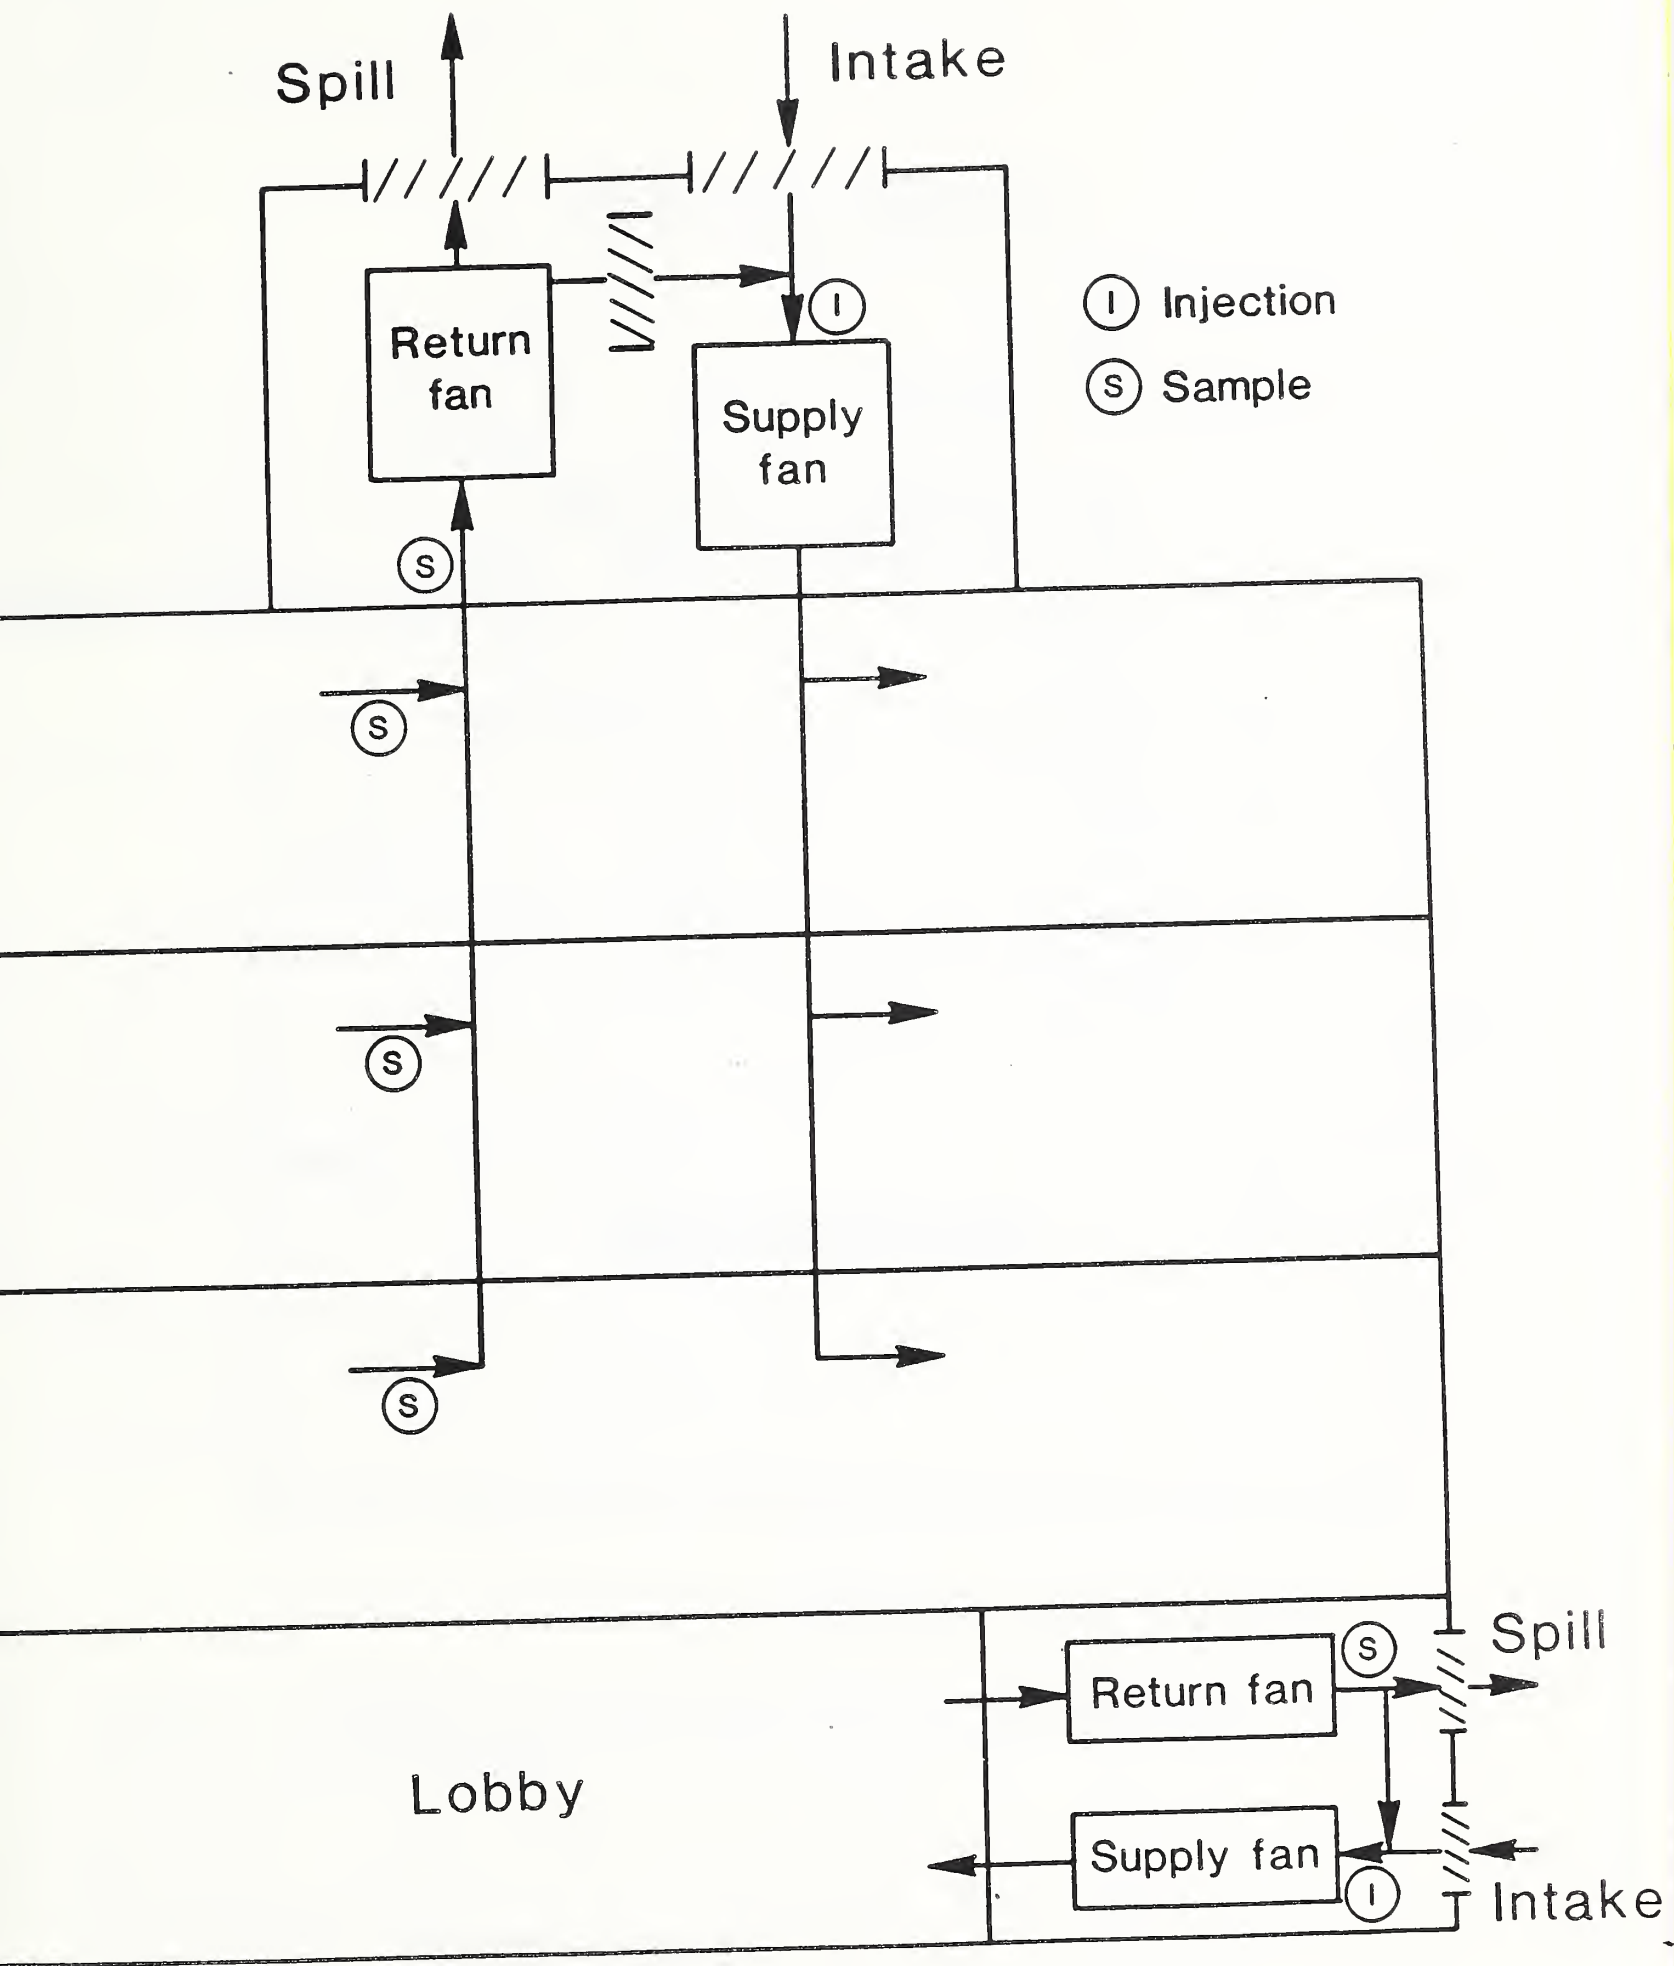 Spill
Intake
I
I Injection
S Sample
Return
fan
Supply
fan
S
S
S
S
Return fan
S
Spill
Lobby
Supply fan
I
Intake